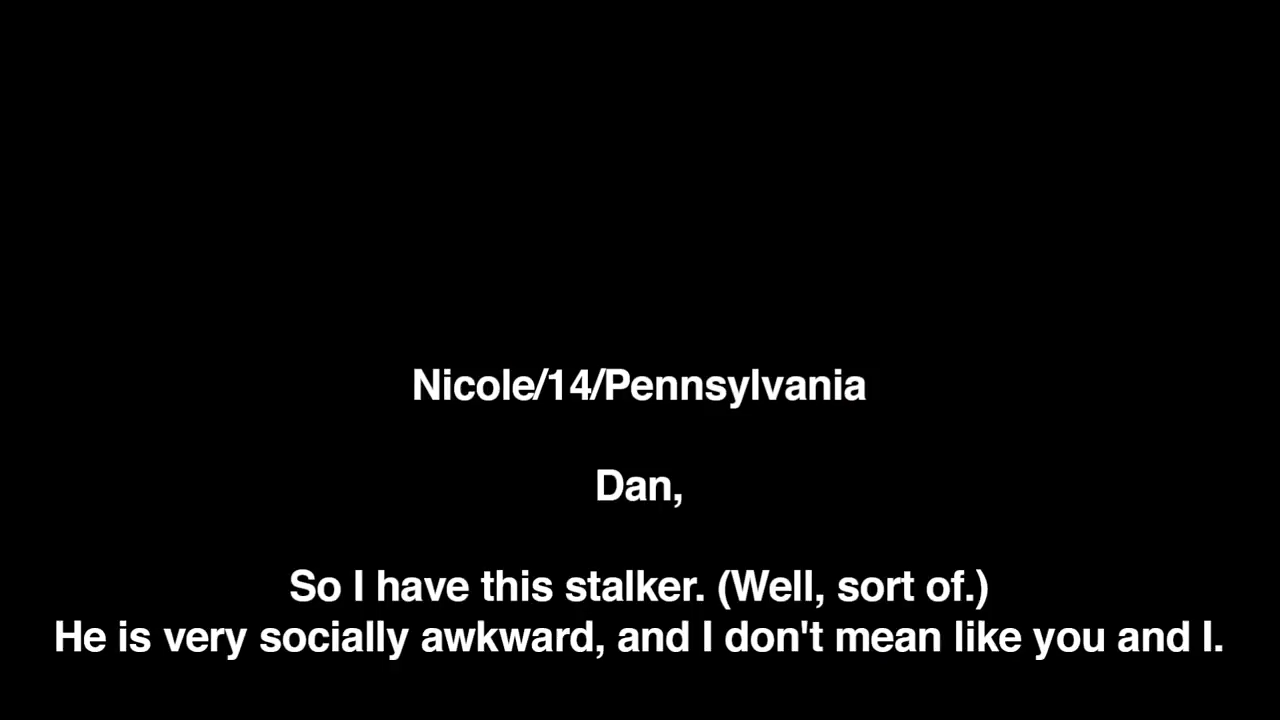 Nicole/14/Pennsylvania
Dan,
So I have this stalker. (Well, sort of.)
He is very socially awkward, and I don't mean like you and I.